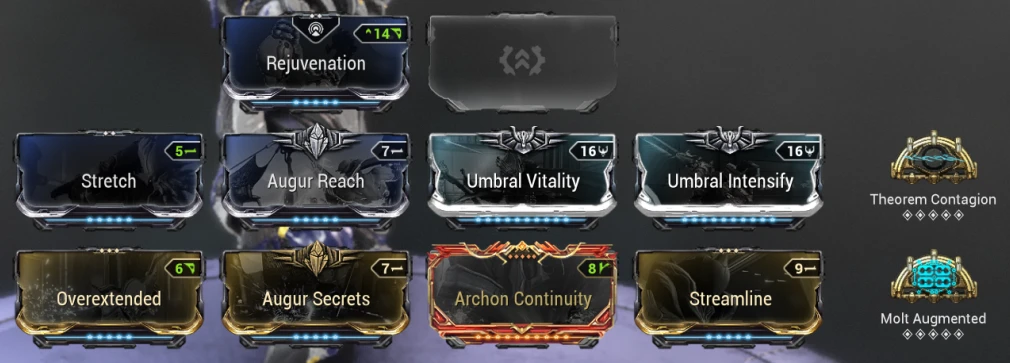 14
Rejuvenation
5
Stretch
7
Augur Reach
16
Umbral Vitality
16
Umbral Intensify
Theorem Contagion
6
Overextended
7
Augur Secrets
8
Archon Continuity
9
Streamline
Molt Augmented